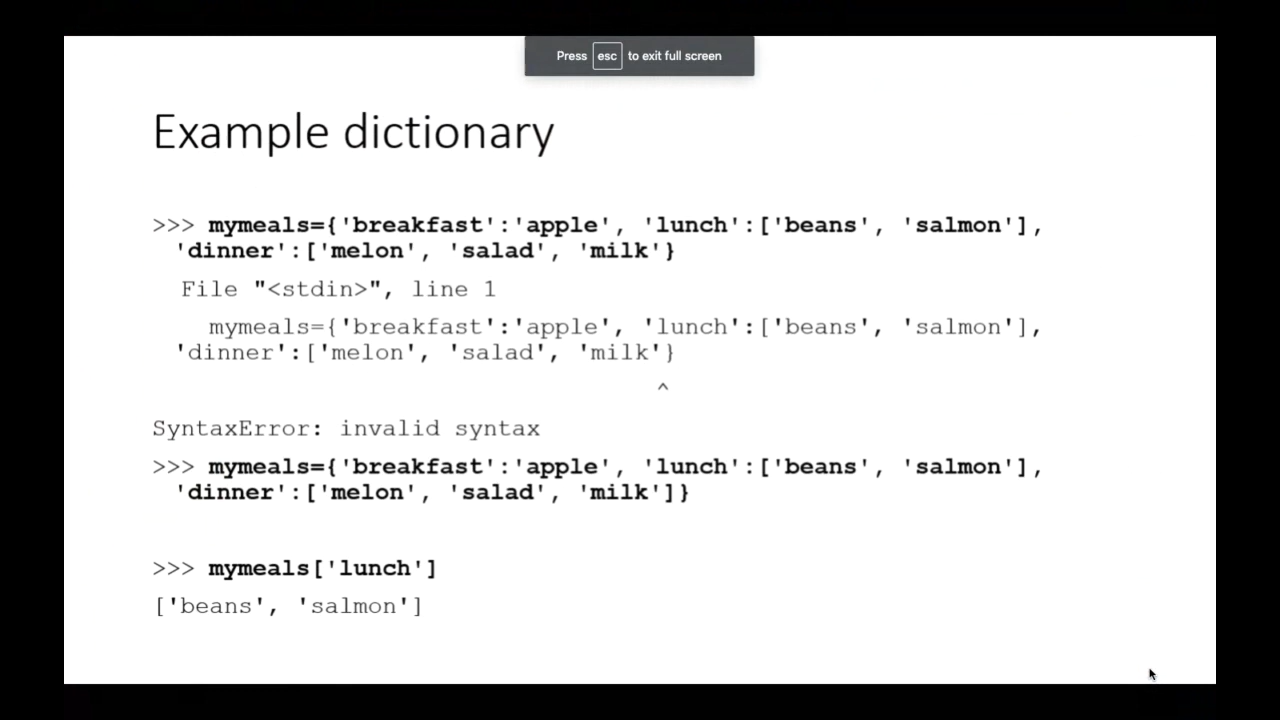 Press esc to exit full screen
Example dictionary
>>> mymeals={'breakfast':'apple', 'lunch':['beans', 'salmon'],
'dinner':['melon', 'salad', 'milk'}
File "<stdin>", line 1
mymeals={'breakfast':'apple', 'lunch':['beans', 'salmon'],
'dinner':['melon', 'salad', 'milk'}
^
SyntaxError: invalid syntax
>>> mymeals={'breakfast':'apple', 'lunch':['beans', 'salmon'],
'dinner':['melon', 'salad', 'milk']}
>>> mymeals['lunch']
['beans', 'salmon']